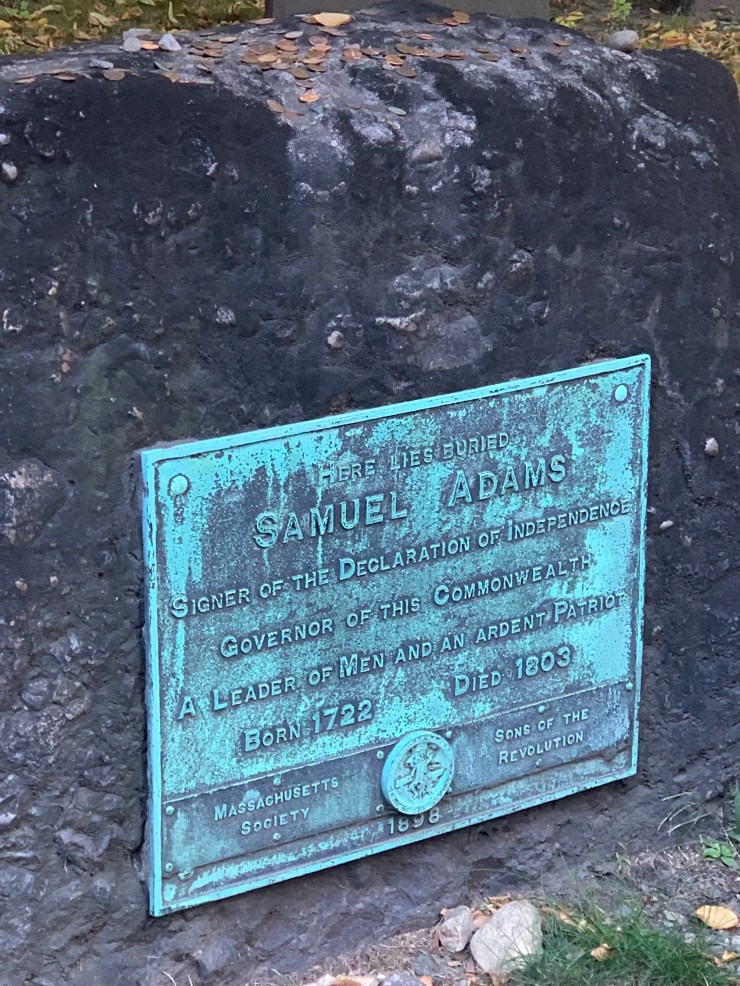 HERE LIES BURIED
SAMUEL ADAMS
SIGNER OF THE DECLARATION OF INDEPENDENCE
GOVERNOR OF THIS COMMONWEALTH
A LEADER OF MEN AND AN ARDENT PATRIOT
BORN 1722 DIED 1803
MASSACHUSETTS SOCIETY
SONS OF THE REVOLUTION
1898